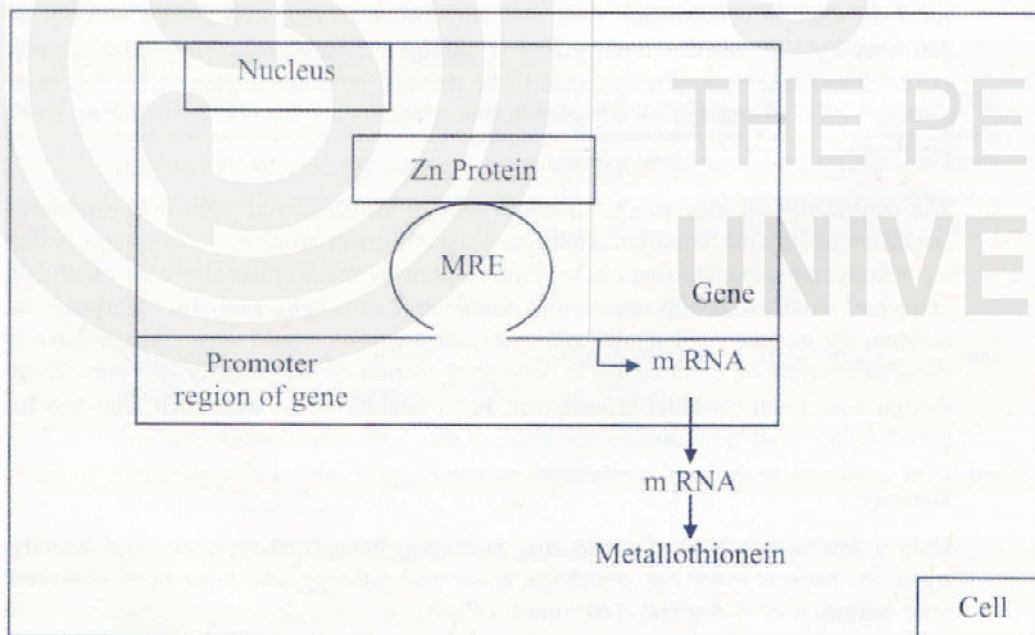 Nucleus
Zn Protein
MRE
Gene
Promoter
region of gene
m RNA
m RNA
Metallothionein
Cell
THE PE
UNIVE